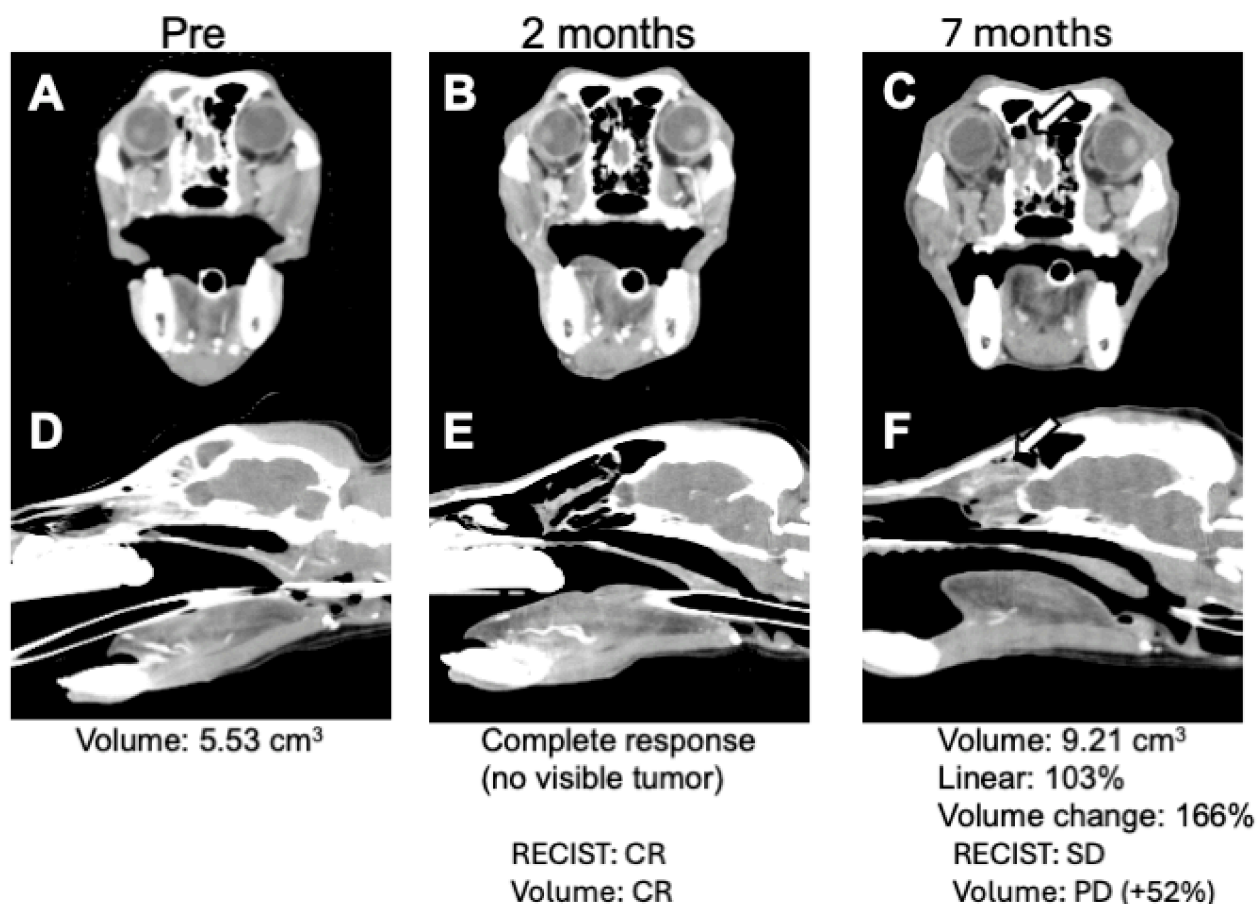 Pre
2 months
7 months
A
B
C
D
E
F
Volume: 5.53 cm³
Complete response
(no visible tumor)
RECIST: CR
Volume: CR
Volume: 9.21 cm³
Linear: 103%
Volume change: 166%
RECIST: SD
Volume: PD (+52%)